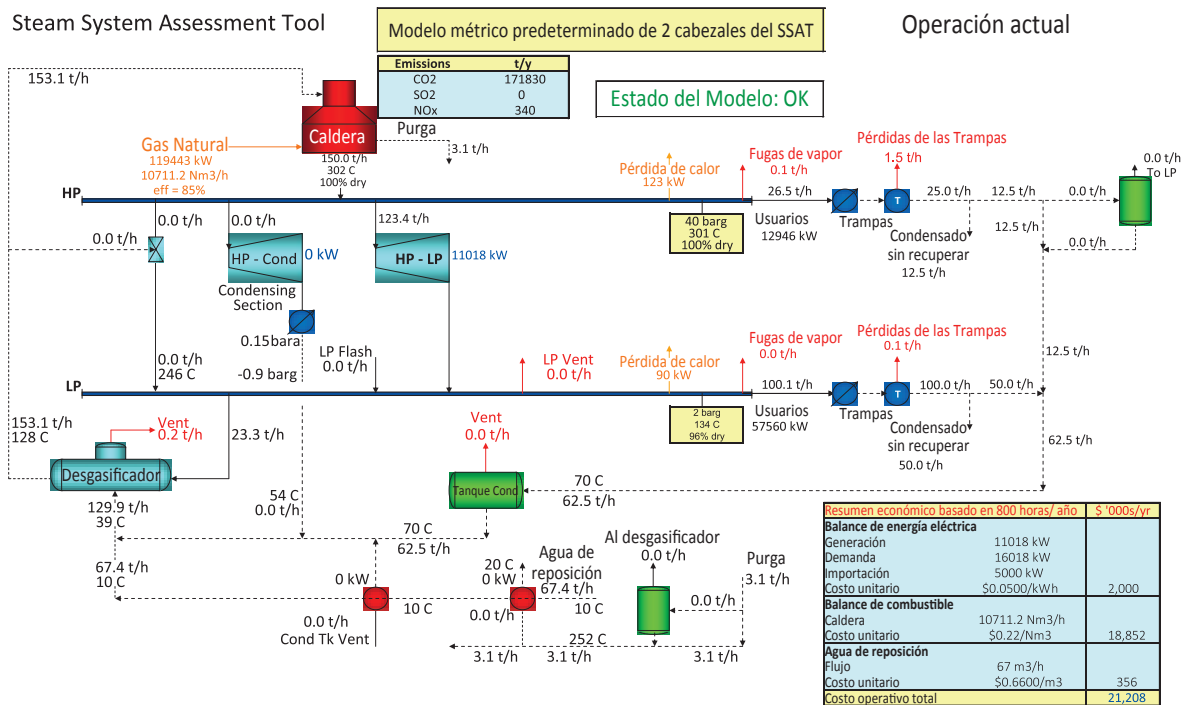 Steam System Assessment Tool
Modelo métrico predeterminado de 2 cabezales del SSAT
Operación actual
Emissions t/y
CO2 171830
SO2 0
NOx 340
Estado del Modelo: OK
153.1 t/h
Caldera
Purga
3.1 t/h
Gas Natural
119443 kW
10711.2 Nm3/h
eff = 85%
150.0 t/h
302 C
100% dry
Pérdida de calor
123 kW
Fugas de vapor
0.1 t/h
Pérdidas de las Trampas
1.5 t/h
0.0 t/h
To LP
HP
26.5 t/h
25.0 t/h
12.5 t/h
0.0 t/h
T
0.0 t/h
0.0 t/h
0.0 t/h
123.4 t/h
40 barg
301 C
100% dry
Usuarios
12946 kW
Trampas
Condensado
sin recuperar
12.5 t/h
12.5 t/h
0.0 t/h
HP - Cond
0 kW
HP - LP
11018 kW
Condensing
Section
0.15bara
-0.9 barg
LP Flash
0.0 t/h
0.0 t/h
246 C
LP Vent
0.0 t/h
Pérdida de calor
90 kW
Fugas de vapor
0.0 t/h
Pérdidas de las Trampas
0.1 t/h
12.5 t/h
LP
100.1 t/h
100.0 t/h
50.0 t/h
T
2 barg
134 C
96% dry
Usuarios
57560 kW
Trampas
Condensado
sin recuperar
50.0 t/h
62.5 t/h
153.1 t/h
128 C
Vent
0.2 t/h
23.3 t/h
Desgasificador
Vent
0.0 t/h
Tanque Cond
70 C
62.5 t/h
129.9 t/h
39 C
54 C
0.0 t/h
70 C
62.5 t/h
67.4 t/h
10 C
0 kW
0.0 t/h
Cond Tk Vent
10 C
20 C
0 kW
0.0 t/h
Agua de
reposición
67.4 t/h
10 C
Al desgasificador
0.0 t/h
Purga
3.1 t/h
0.0 t/h
252 C
3.1 t/h
3.1 t/h
3.1 t/h
Resumen económico basado en 800 horas/ año $ '000s/yr
Balance de energía eléctrica
Generación 11018 kW
Demanda 16018 kW
Importación 5000 kW
Costo unitario $0.0500/kWh 2,000
Balance de combustible
Caldera 10711.2 Nm3/h
Costo unitario $0.22/Nm3 18,852
Agua de reposición
Flujo 67 m3/h
Costo unitario $0.6600/m3 356
Costo operativo total 21,208